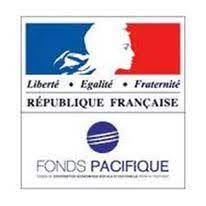 Liberté • Egalité • Fraternité
RÉPUBLIQUE FRANÇAISE
FONDS PACIFIQUE